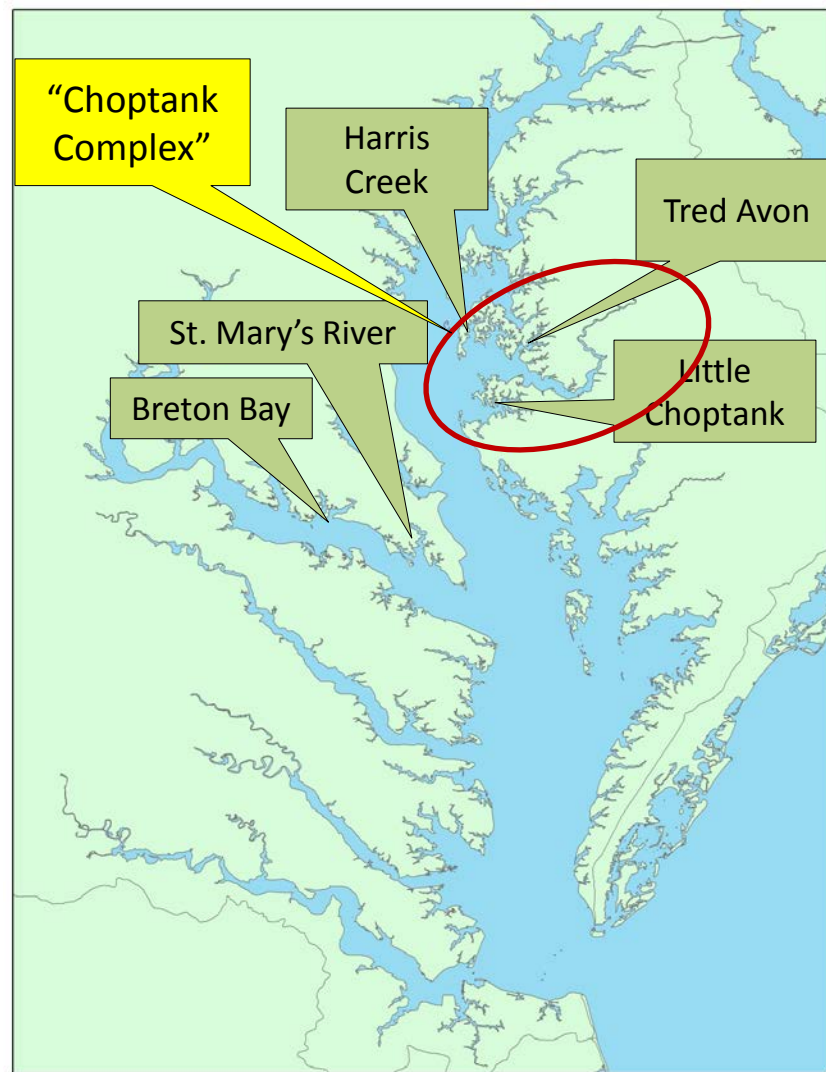 “Choptank
Complex”
Harris
Creek
Tred Avon
St. Mary’s River
Little
Choptank
Breton Bay